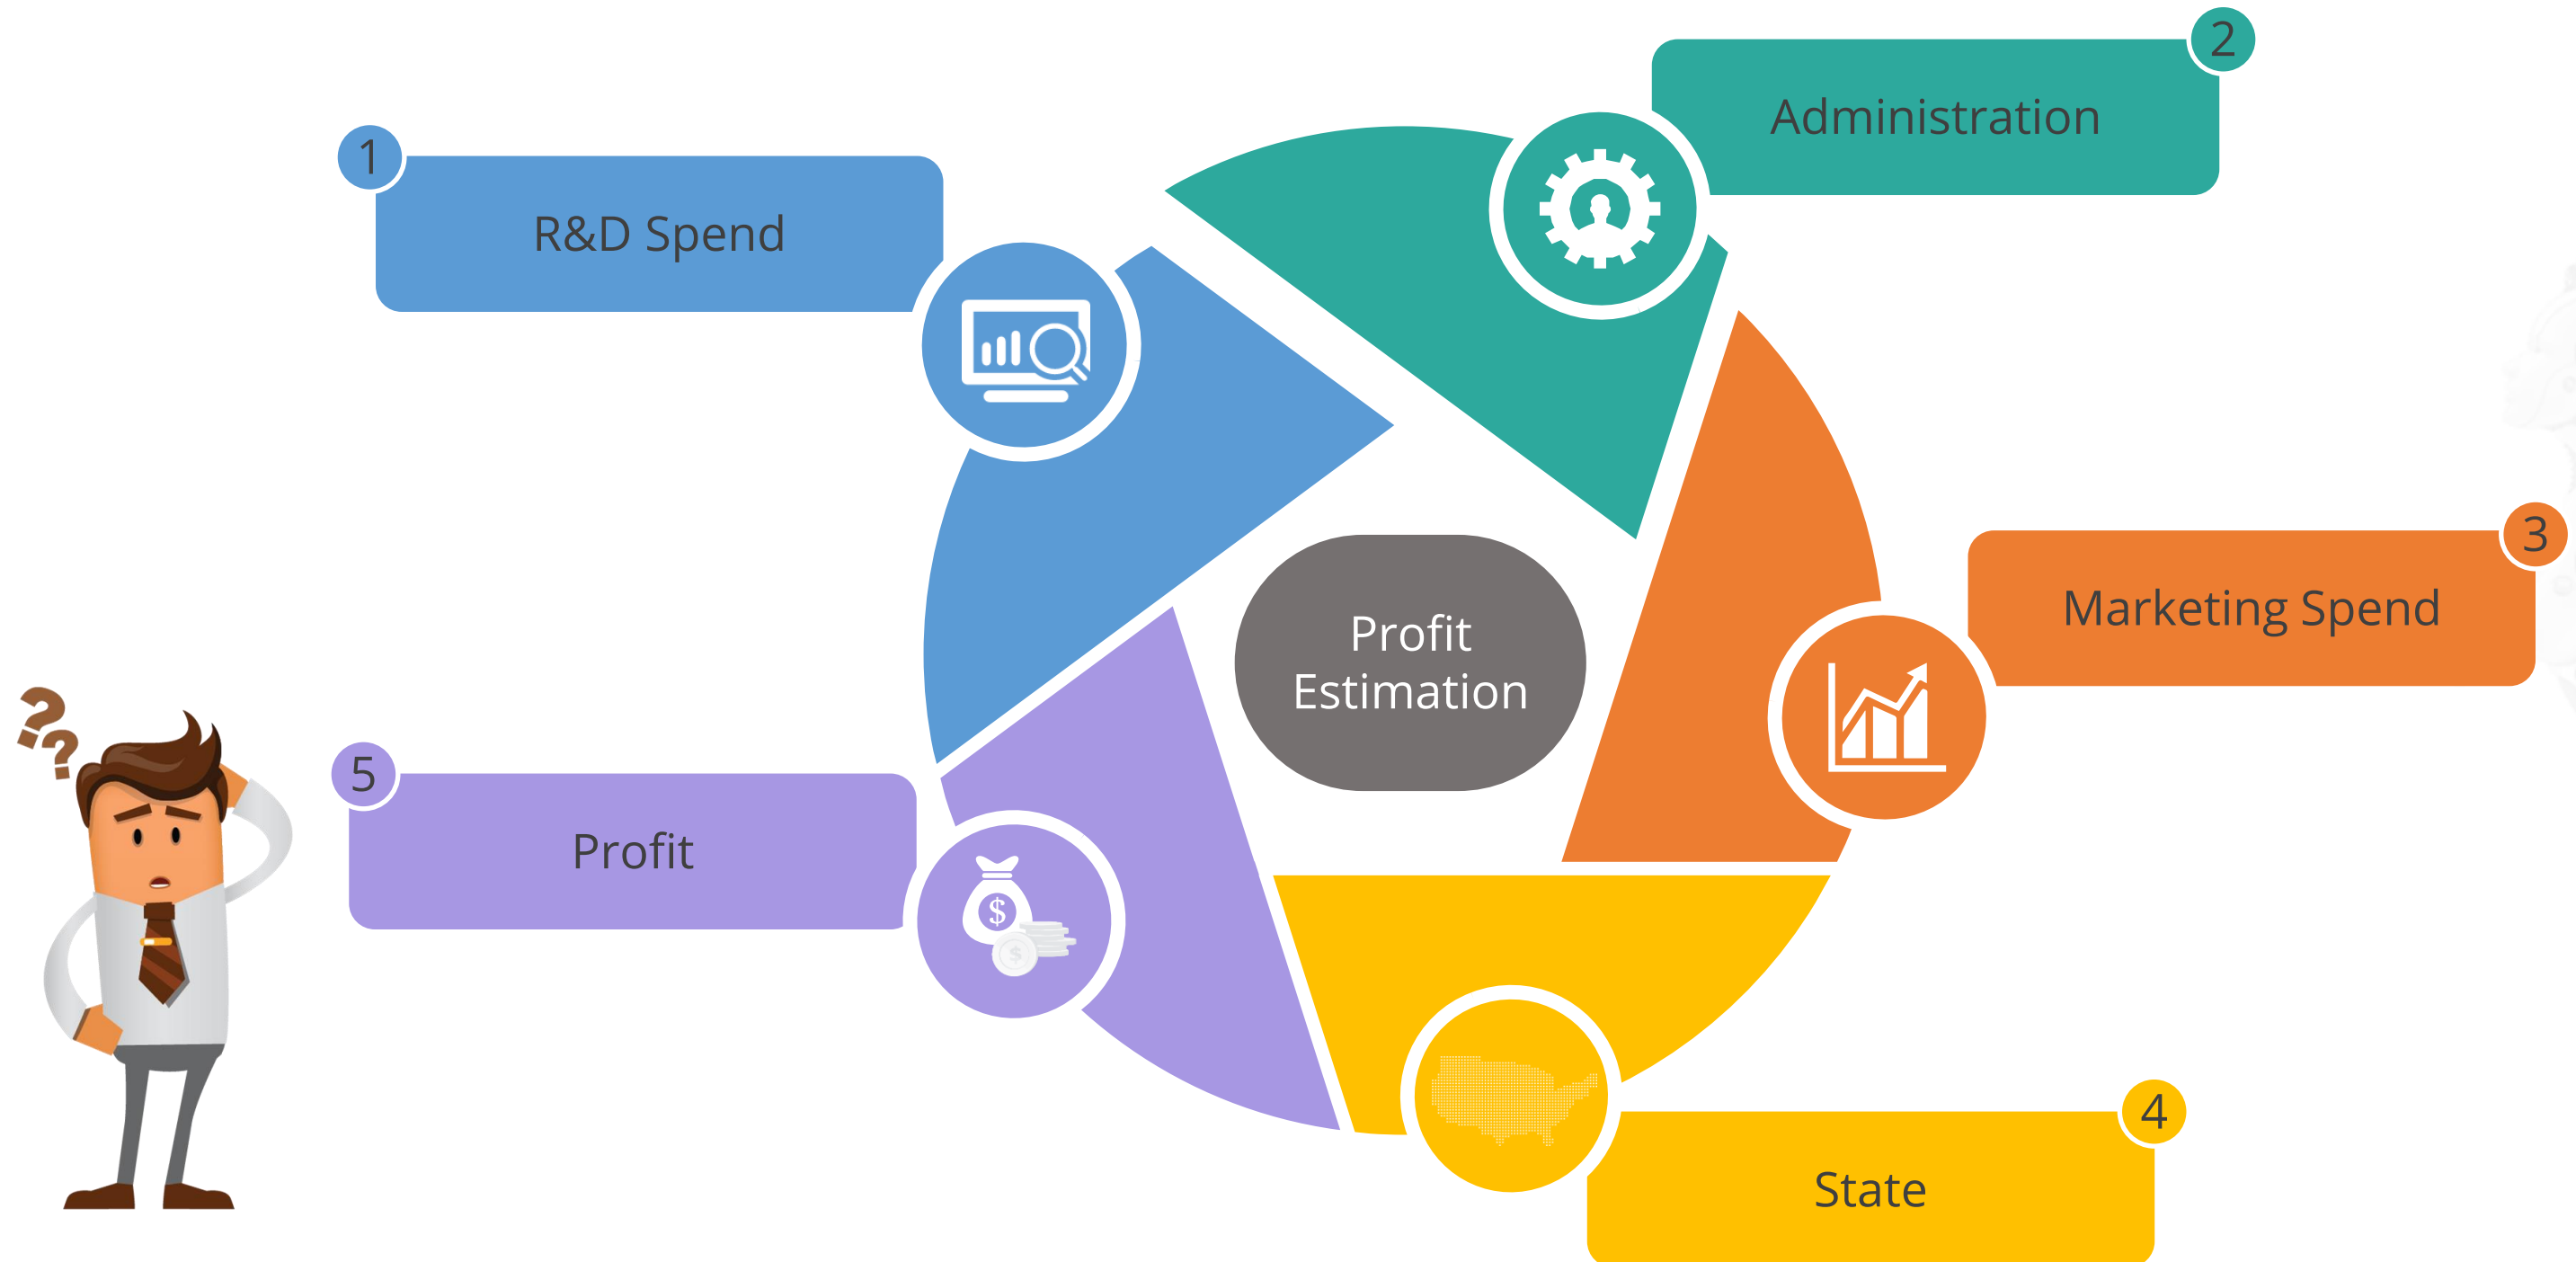 1
R&D Spend
2
Administration
3
Marketing Spend
4
State
5
Profit
Profit
Estimation
$
$
?
?